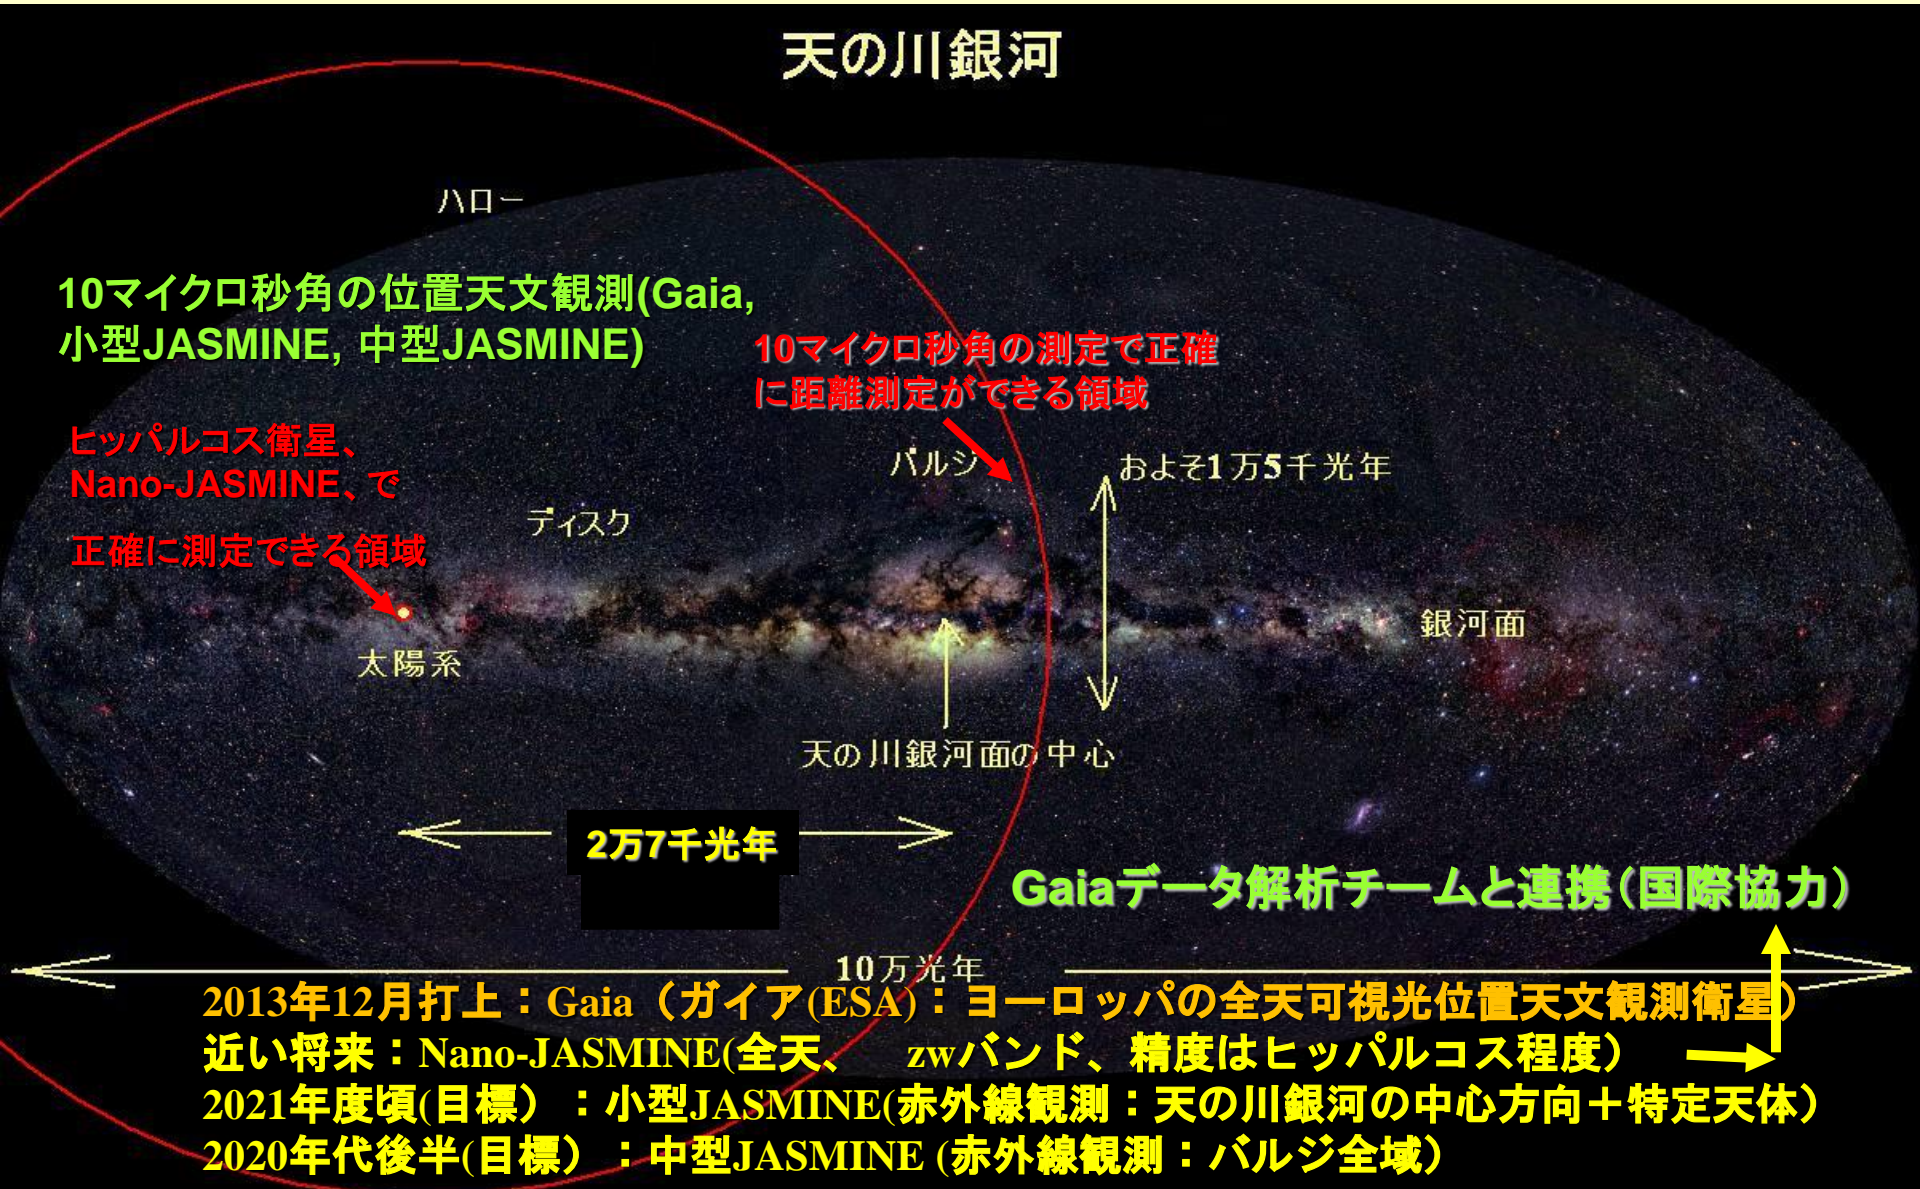 天の川銀河
ハロー
10マイクロ秒角の位置天文観測(Gaia,
小型JASMINE, 中型JASMINE)
10マイクロ秒角の測定で正確
に距離測定ができる領域
ヒッパルコス衛星、
Nano-JASMINE、で
正確に測定できる領域
バルジ
およそ1万5千光年
ディスク
銀河面
太陽系
天の川銀河面の中心
2万7千光年
Gaiaデータ解析チームと連携(国際協力)
10万光年
2013年12月打上:Gaia(ガイア(ESA):ヨーロッパの全天可視光位置天文観測衛星)
近い将来:Nano-JASMINE(全天、 zwバンド、精度はヒッパルコス程度)
2021年度頃(目標):小型JASMINE(赤外線観測:天の川銀河の中心方向+特定天体)
2020年代後半(目標):中型JASMINE (赤外線観測:バルジ全域)